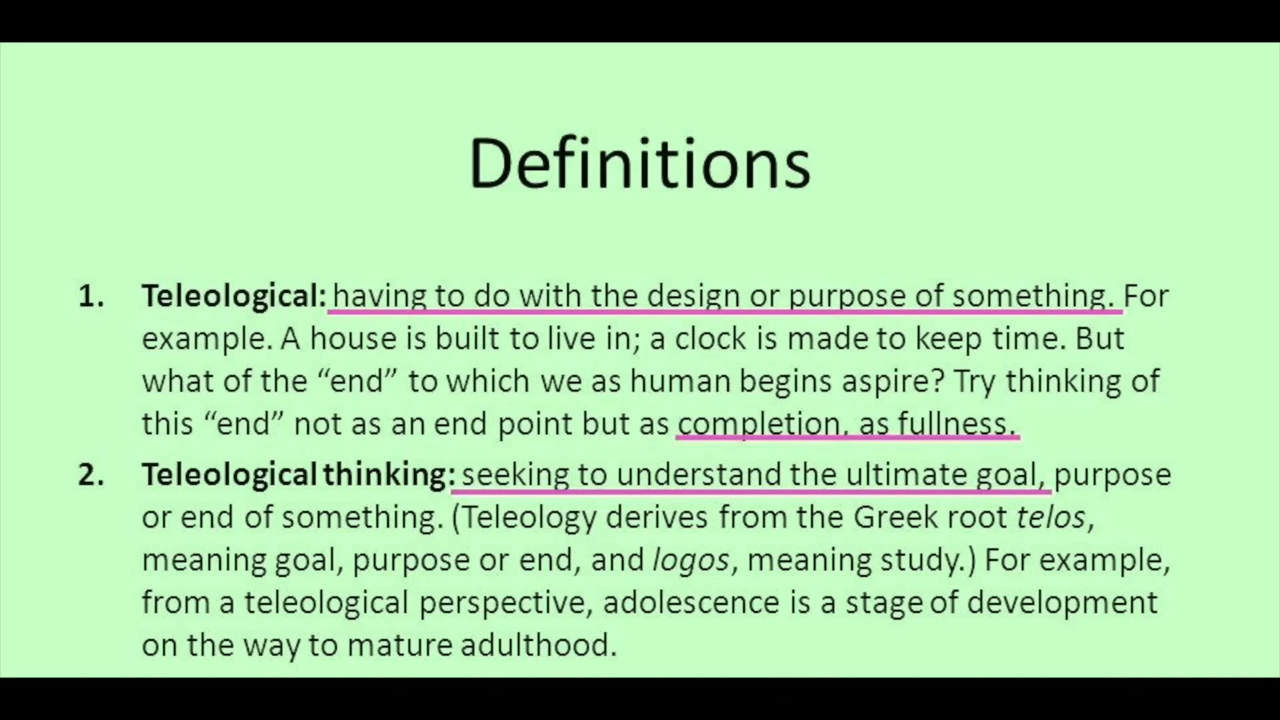 Definitions
1. Teleological: having to do with the design or purpose of something. For
example. A house is built to live in; a clock is made to keep time. But
what of the “end” to which we as human begins aspire? Try thinking of
this “end” not as an end point but as completion, as fullness.
2. Teleological thinking: seeking to understand the ultimate goal, purpose
or end of something. (Teleology derives from the Greek root telos,
meaning goal, purpose or end, and logos, meaning study.) For example,
from a teleological perspective, adolescence is a stage of development
on the way to mature adulthood.